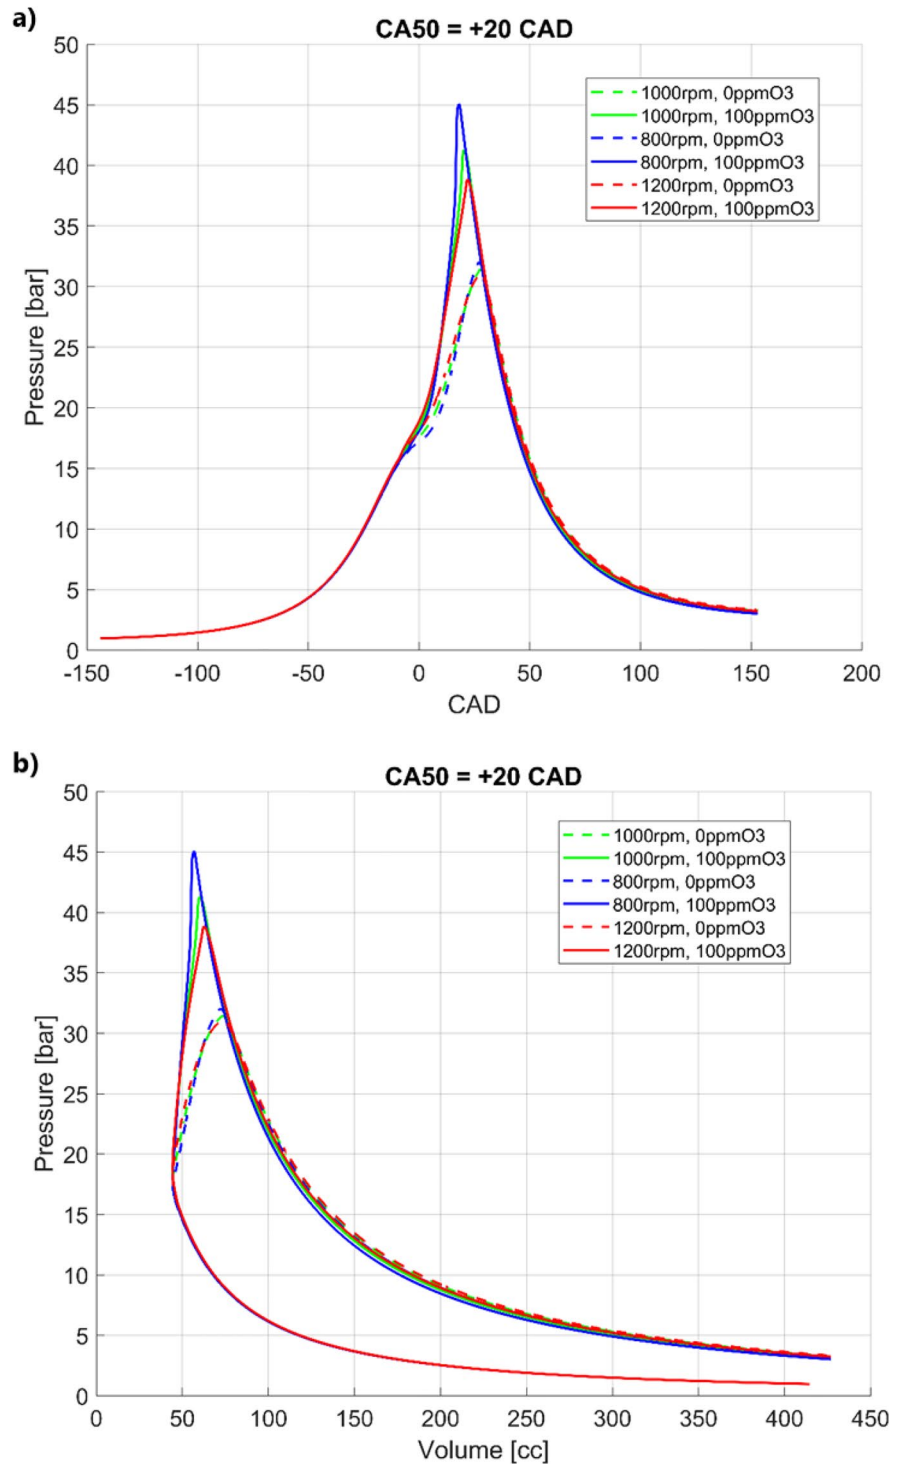 a)
CA50 = +20 CAD
50
45
40
35
30
25
20
15
10
5
0
Pressure [bar]
1000rpm, 0ppmO3
1000rpm, 100ppmO3
800rpm, 0ppmO3
800rpm, 100ppmO3
1200rpm, 0ppmO3
1200rpm, 100ppmO3
-150 -100 -50 0 50 100 150 200
CAD
b)
CA50 = +20 CAD
50
45
40
35
30
25
20
15
10
5
0
Pressure [bar]
1000rpm, 0ppmO3
1000rpm, 100ppmO3
800rpm, 0ppmO3
800rpm, 100ppmO3
1200rpm, 0ppmO3
1200rpm, 100ppmO3
0 50 100 150 200 250 300 350 400 450
Volume [cc]